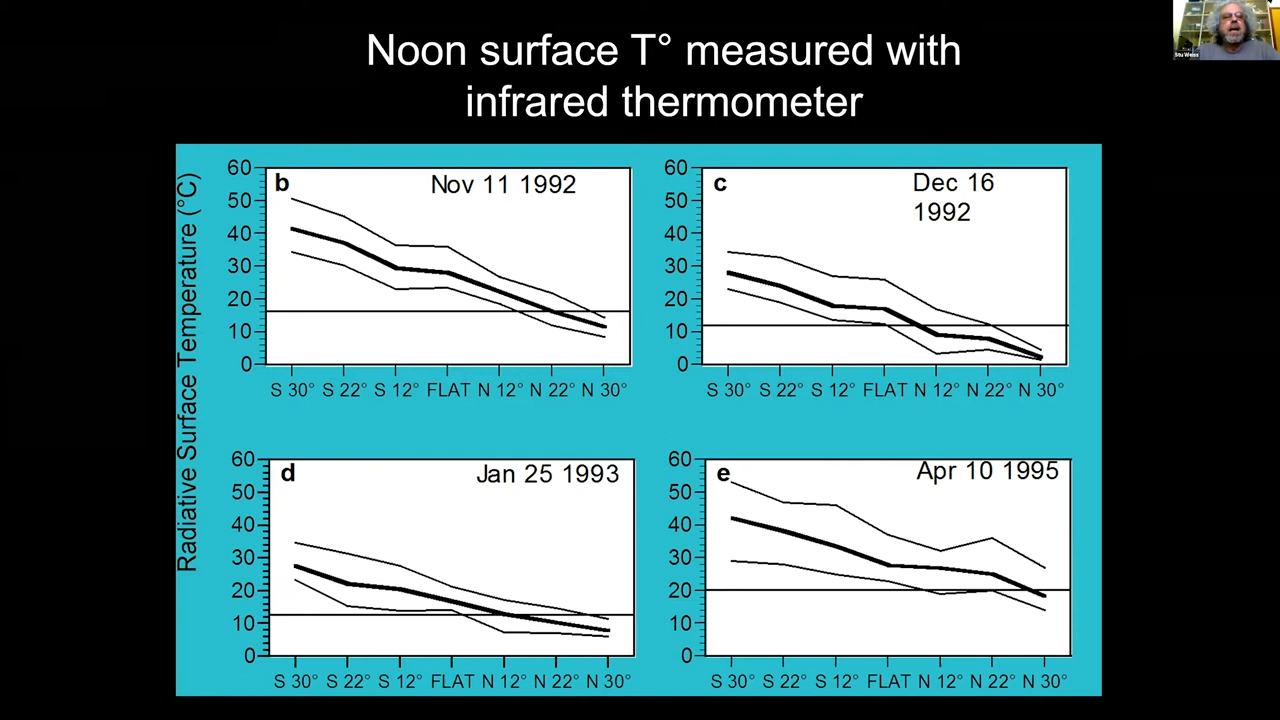 Noon surface T° measured with
infrared thermometer
Stu Weiss
Radiative Surface Temperature (°C)
b
Nov 11 1992
60
50
40
30
20
10
0
S 30° S 22° S 12° FLAT N 12° N 22° N 30°
c
Dec 16
1992
60
50
40
30
20
10
0
S 30° S 22° S 12° FLAT N 12° N 22° N 30°
d
Jan 25 1993
60
50
40
30
20
10
0
S 30° S 22° S 12° FLAT N 12° N 22° N 30°
e
Apr 10 1995
60
50
40
30
20
10
0
S 30° S 22° S 12° FLAT N 12° N 22° N 30°